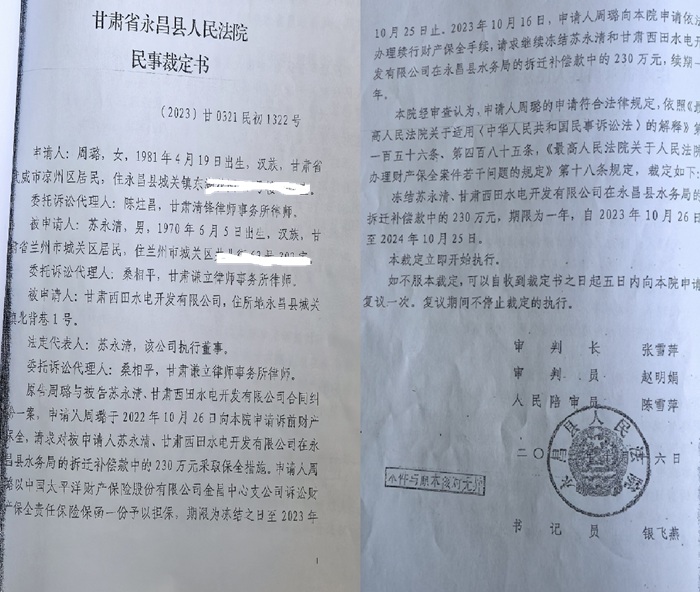 甘肃省永昌县人民法院
民事裁定书
(2023)甘0321民初1322号
申请人:周璐,女,1981年4月19日出生,汉族,甘肃省
武威市凉州区居民,住永昌县城关镇东
委托诉讼代理人:陈灶昌,甘肃清锋律师事务所律师。
被申请人:苏永清,男,1970年6月5日出生,汉族,甘
肃省兰州市城关区居民,住兰州市城关区
委托诉讼代理人:桑相平,甘肃谦立律师事务所律师。
被申请人:甘肃西田水电开发有限公司,住所地永昌县城关
镇北背巷1号。
法定代表人:苏永清,该公司执行董事。
委托诉讼代理人:桑相平,甘肃谦立律师事务所律师。
原告周璐与被告苏永清、甘肃西田水电开发有限公司合同纠
纷一案,申请人周璐于2022年10月26日向本院申请诉前财产
保全,请求对被申请人苏永清、甘肃西田水电开发有限公司在永
昌县水务局的拆迁补偿款中的230万元采取保全措施。申请人周
璐以中国太平洋财产保险股份有限公司金昌中心支公司诉讼财
产保全责任保险保函一份予以担保,期限为冻结之日至2023年
1
10月25日止。2023年10月16日,申请人周璐向本院申请依法
办理续行财产保全手续,请求继续冻结苏永清和甘肃西田水电开
发有限公司在永昌县水务局的拆迁补偿款中的230万元,续期一
年。
本院经审查认为,申请人周璐的申请符合法律规定,依照《最
高人民法院关于适用〈中华人民共和国民事诉讼法〉的解释》第
一百五十六条、第四百八十五条,《最高人民法院关于人民法院
办理财产保全案件若干问题的规定》第十八条规定,裁定如下:
冻结苏永清、甘肃西田水电开发有限公司在永昌县水务局的
拆迁补偿款中的230万元,期限为一年,自2023年10月26日
至2024年10月25日。
本裁定立即开始执行。
如不服本裁定,可以自收到裁定书之日起五日内向本院申请
复议一次。复议期间不停止裁定的执行。
审判长 张雪萍
审判员 赵明娟
人民陪审员 陈雪萍
二〇 六日
永昌县人民法院
本件与原本核对无异
书记员 银飞燕